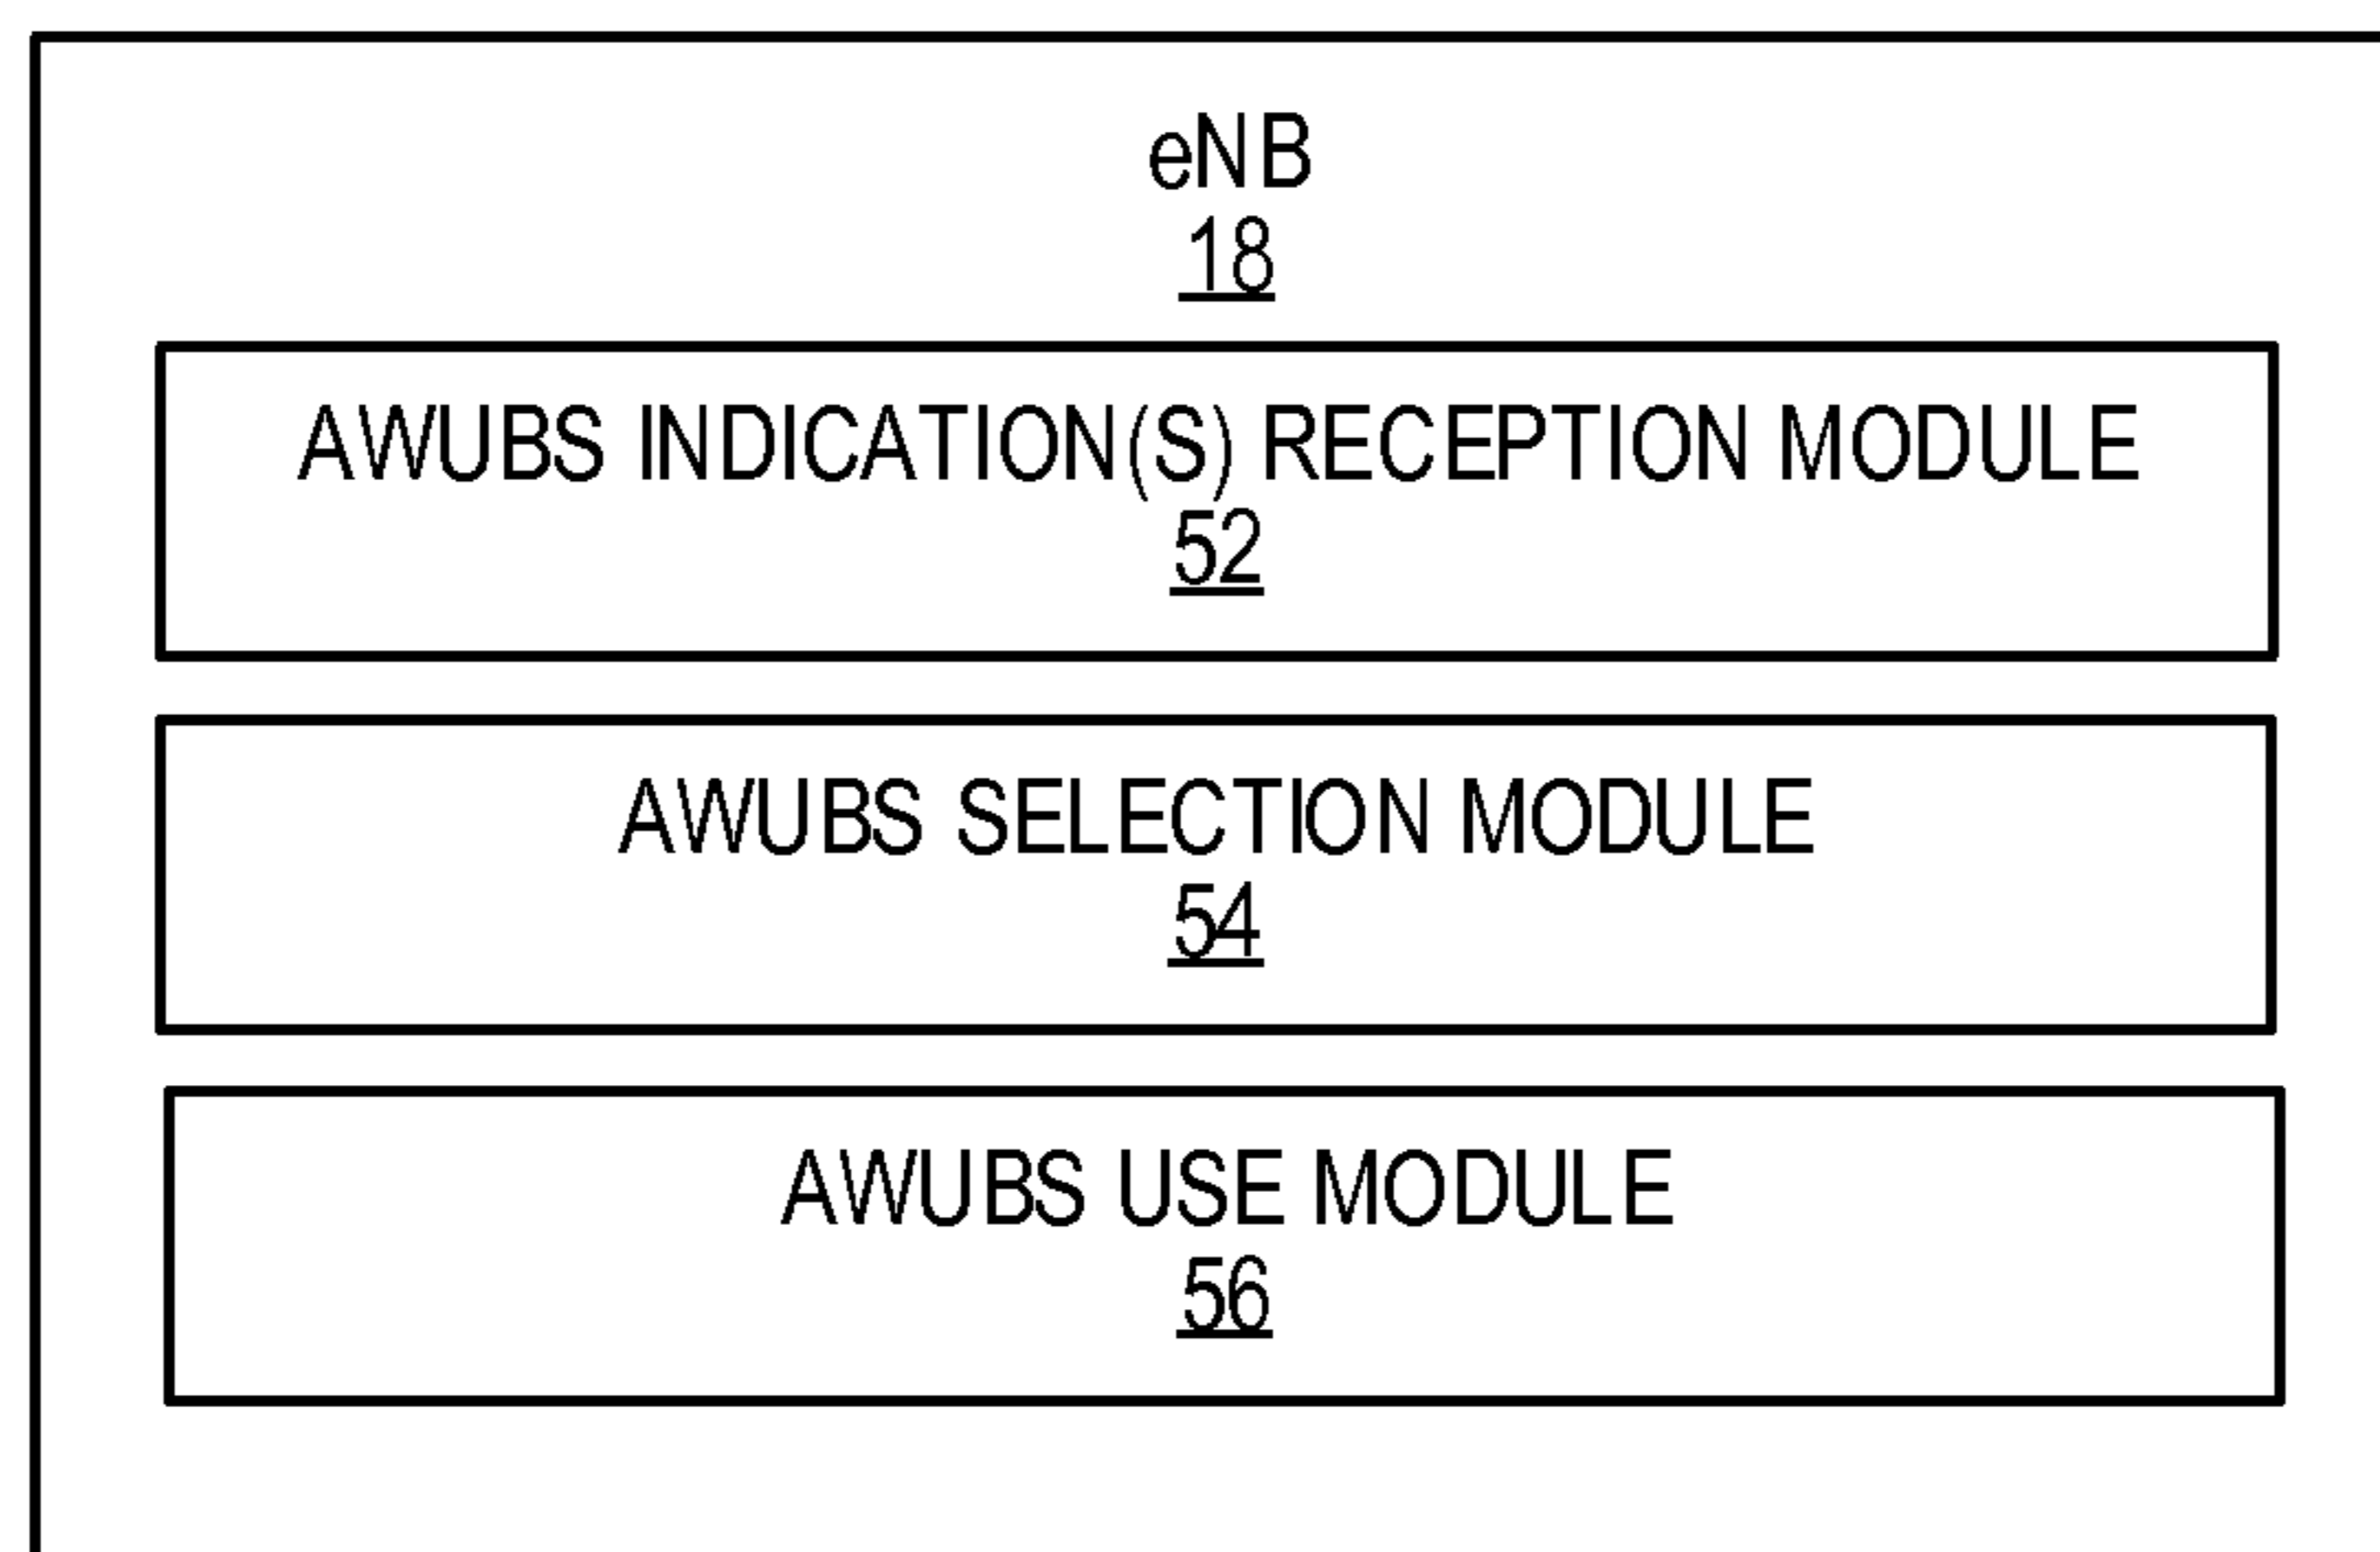 eNB
18
AWUBS INDICATION(S) RECEPTION MODULE
52
AWUBS SELECTION MODULE
54
AWUBS USE MODULE
56